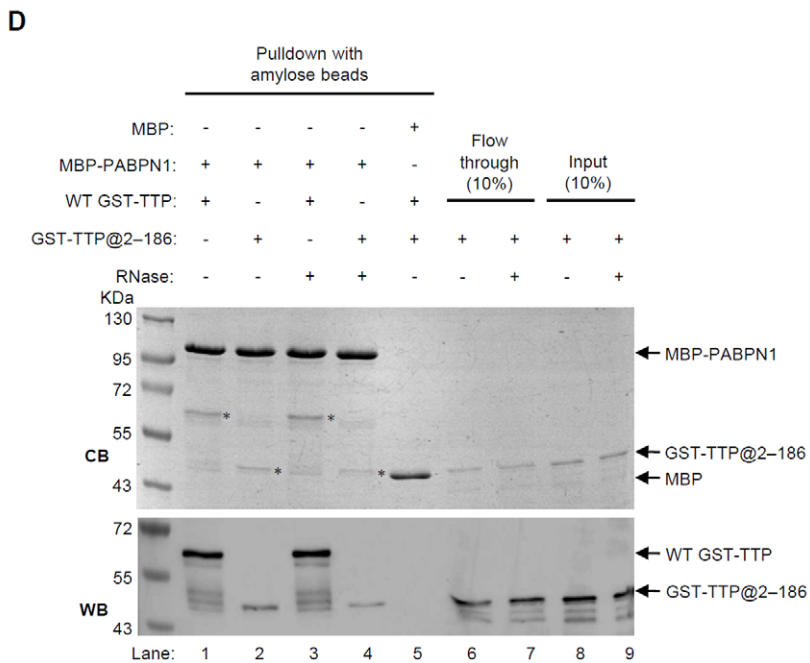 D
Pulldown with
amylose beads
MBP: - - - - +
MBP-PABPN1: + + + + -
Flow
through
(10%)
Input
(10%)
WT GST-TTP: + - + - +
GST-TTP@2–186: - + - + + + + + +
RNase: - - + + - - + - +
KDa
130
95
72
55
43
CB
* * * *
MBP-PABPN1
GST-TTP@2–186
MBP
72
55
43
WB
WT GST-TTP
GST-TTP@2–186
Lane: 1 2 3 4 5 6 7 8 9